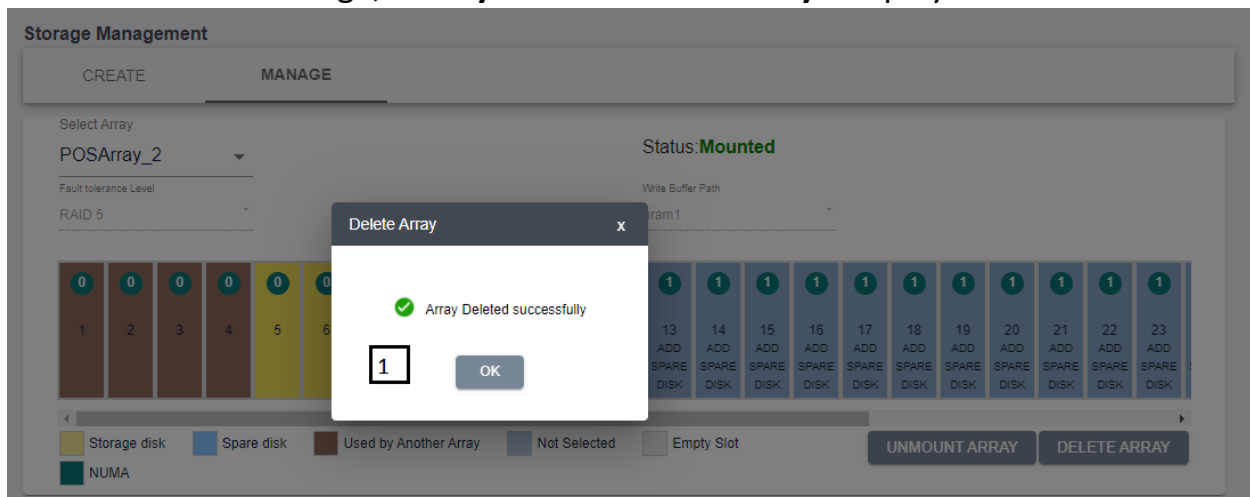 Storage Management
CREATE MANAGE
Select Array
POSArray_2
Status:Mounted
Fault tolerance Level
Write Buffer Path
RAID 5
Delete Array x
Array Deleted successfully
1
OK
0 0 0 0 0 0 1 1 1 1 1 1 1 1 1 1 1
1 2 3 4 5 6 13 14 15 16 17 18 19 20 21 22 23
ADD ADD ADD ADD ADD ADD ADD ADD ADD ADD ADD
SPARE SPARE SPARE SPARE SPARE SPARE SPARE SPARE SPARE SPARE SPARE
DISK DISK DISK DISK DISK DISK DISK DISK DISK DISK DISK
Storage disk Spare disk Used by Another Array Not Selected Empty Slot
NUMA
UNMOUNT ARRAY DELETE ARRAY